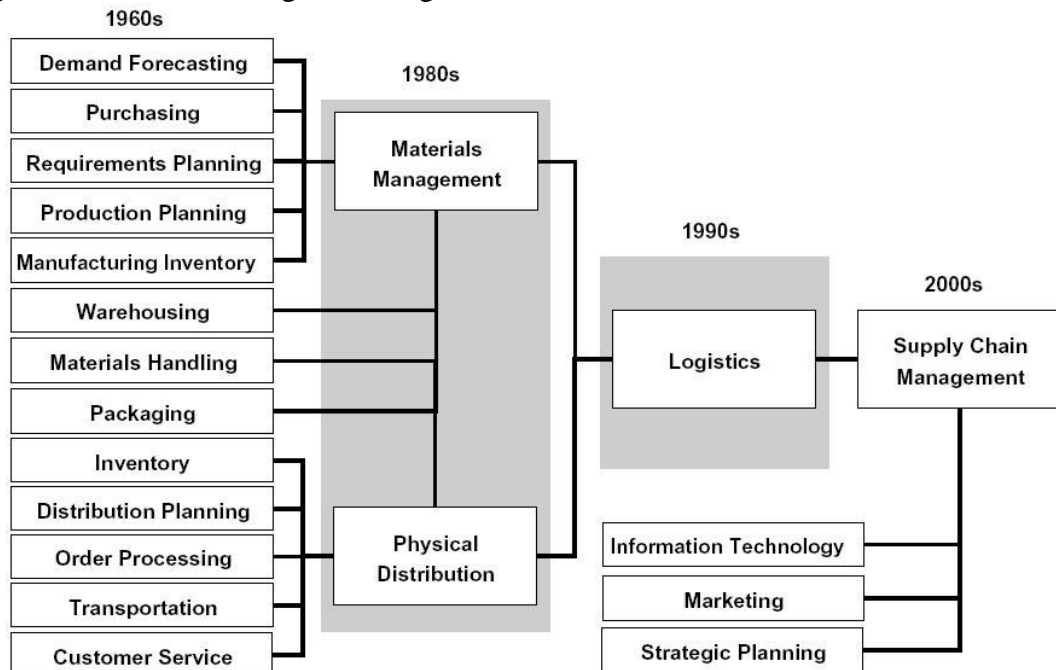 1960s
Demand Forecasting
Purchasing
Requirements Planning
Production Planning
Manufacturing Inventory
Warehousing
Materials Handling
Packaging
Inventory
Distribution Planning
Order Processing
Transportation
Customer Service
1980s
Materials
Management
Physical
Distribution
1990s
Logistics
2000s
Supply Chain
Management
Information Technology
Marketing
Strategic Planning